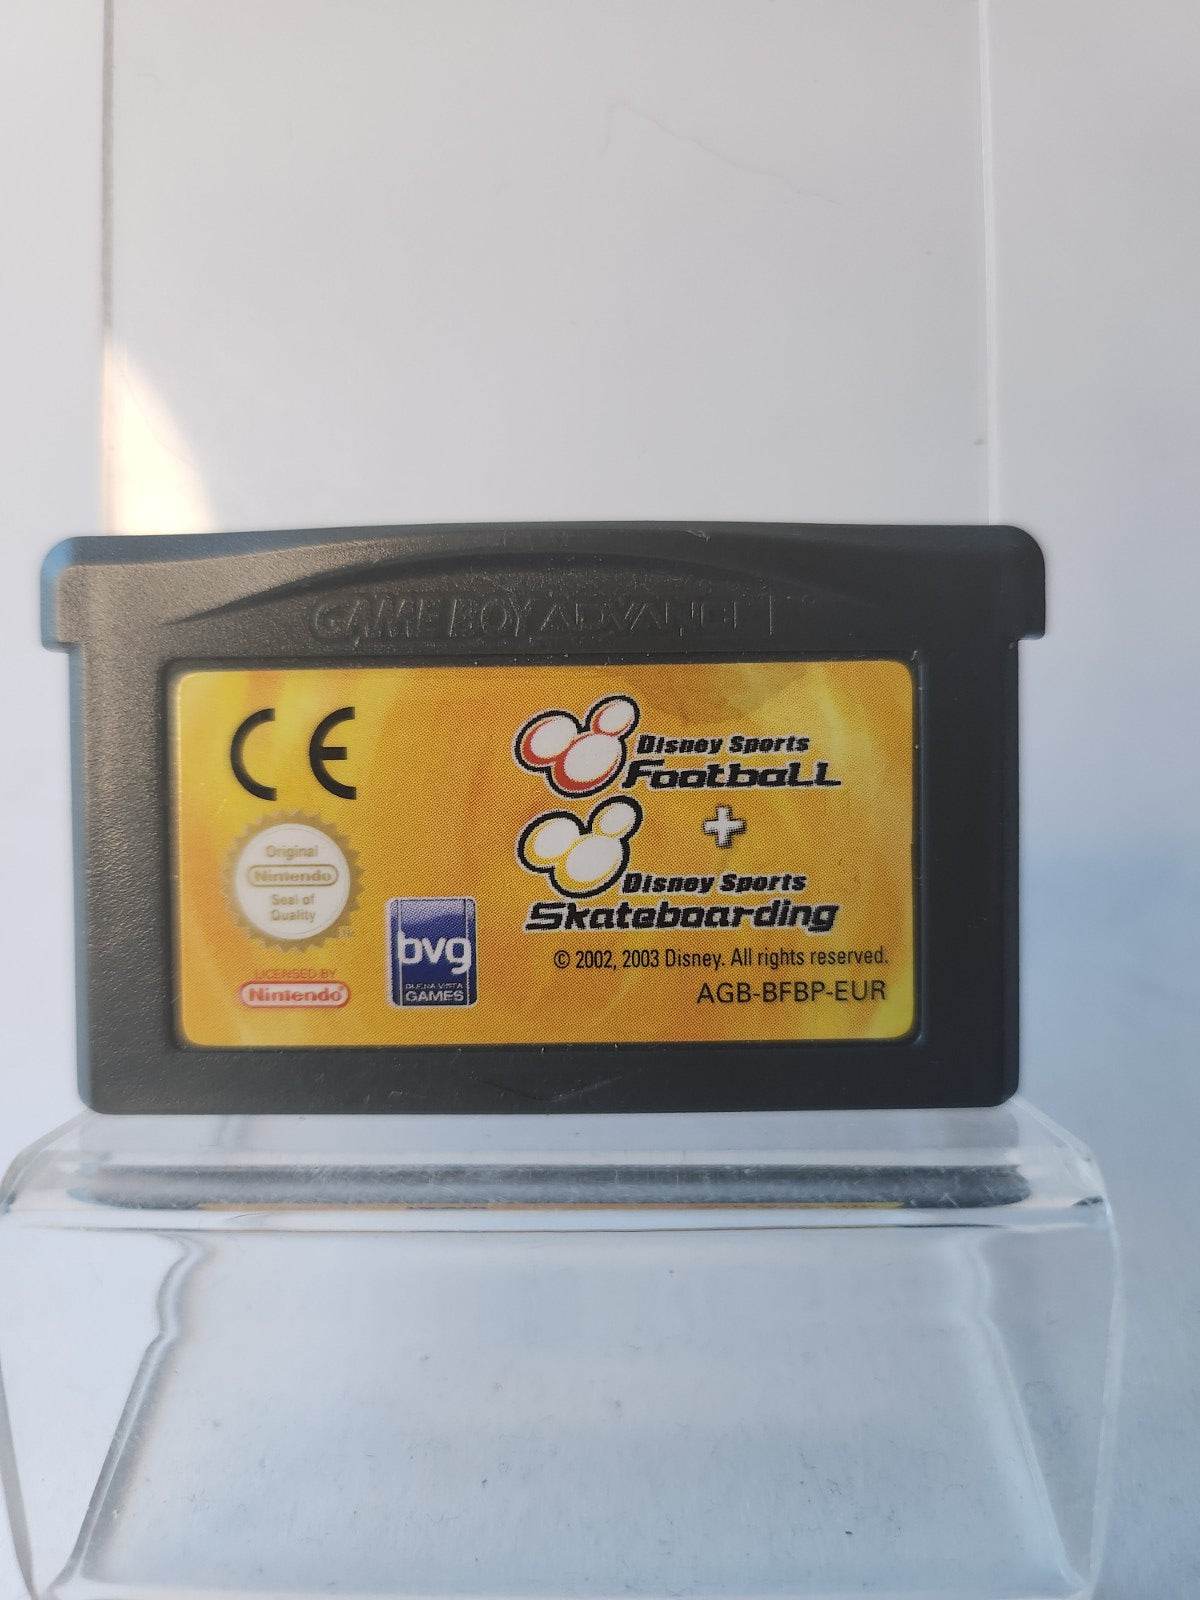 GAME BOY ADVANCE
CE
Disney Sports
Football
+
Disney Sports
Skateboarding
© 2002, 2003 Disney. All rights reserved.
AGB-BFBP-EUR
Original
Nintendo
Seal of
Quality
LICENSED BY
Nintendo®
bvg
BUENA VISTA
GAMES